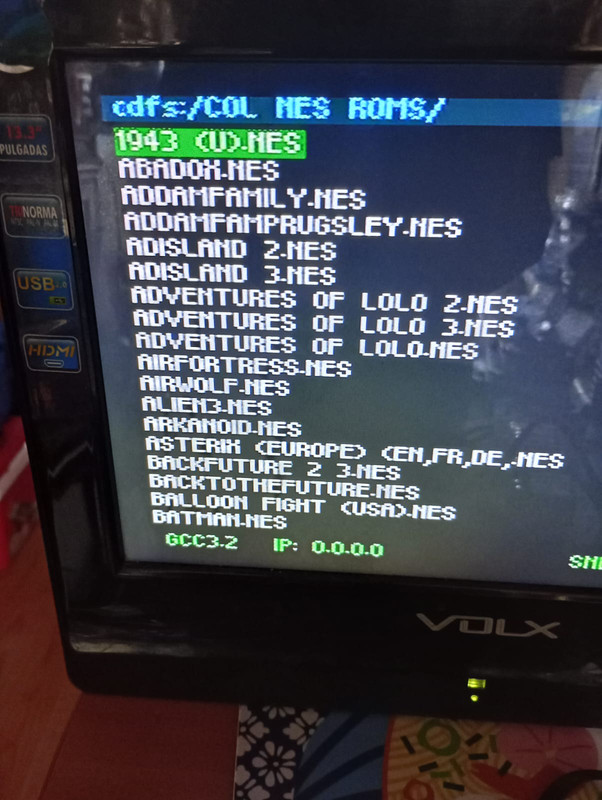 cdfs:/COL NES ROMS/
1943 (U).NES
ABADOX.NES
ADDAMFAMILY.NES
ADDAMFAMPRUGSLEY.NES
ADISLAND 2.NES
ADISLAND 3.NES
ADVENTURES OF LOLO 2.NES
ADVENTURES OF LOLO 3.NES
ADVENTURES OF LOLO.NES
AIRFORTRESS.NES
AIRWOLF.NES
ALIEN3.NES
ARKANOID.NES
ASTERIX (EUROPE) (EN,FR,DE,.NES
BACKFUTURE 2 3.NES
BACKTOTHEFUTURE.NES
BALLOON FIGHT (USA).NES
BATMAN.NES
GCC3.2 IP: 0.0.0.0
13.3"
PULGADAS
TRINORMA
USB 2.0
HDMI
VOLX